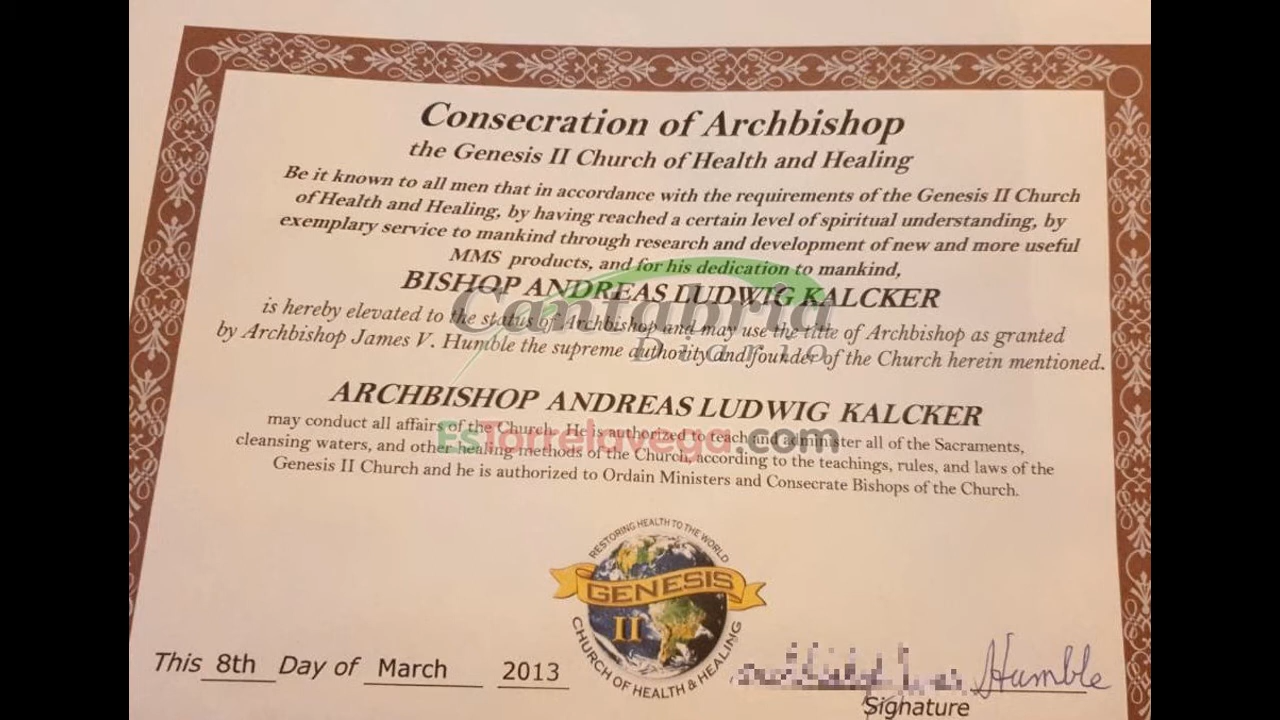 Consecration of Archbishop
the Genesis II Church of Health and Healing
Be it known to all men that in accordance with the requirements of the Genesis II Church
of Health and Healing, by having reached a certain level of spiritual understanding, by
exemplary service to mankind through research and development of new and more useful
MMS products, and for his dedication to mankind,
BISHOP ANDREAS LUDWIG KALCKER
is hereby elevated to the status of Archbishop and may use the title of Archbishop as granted
by Archbishop James V. Humble the supreme authority and founder of the Church herein mentioned.
Cantabria
Diario
ARCHBISHOP ANDREAS LUDWIG KALCKER
may conduct all affairs of the Church. He is authorized to teach and administer all of the Sacraments,
EsTorrelavega.com
cleansing waters, and other healing methods of the Church, according to the teachings, rules, and laws of the
Genesis II Church and he is authorized to Ordain Ministers and Consecrate Bishops of the Church.
RESTORING HEALTH TO THE WORLD
GENESIS
II
CHURCH OF HEALTH & HEALING
This 8th Day of March 2013
Humble
Signature